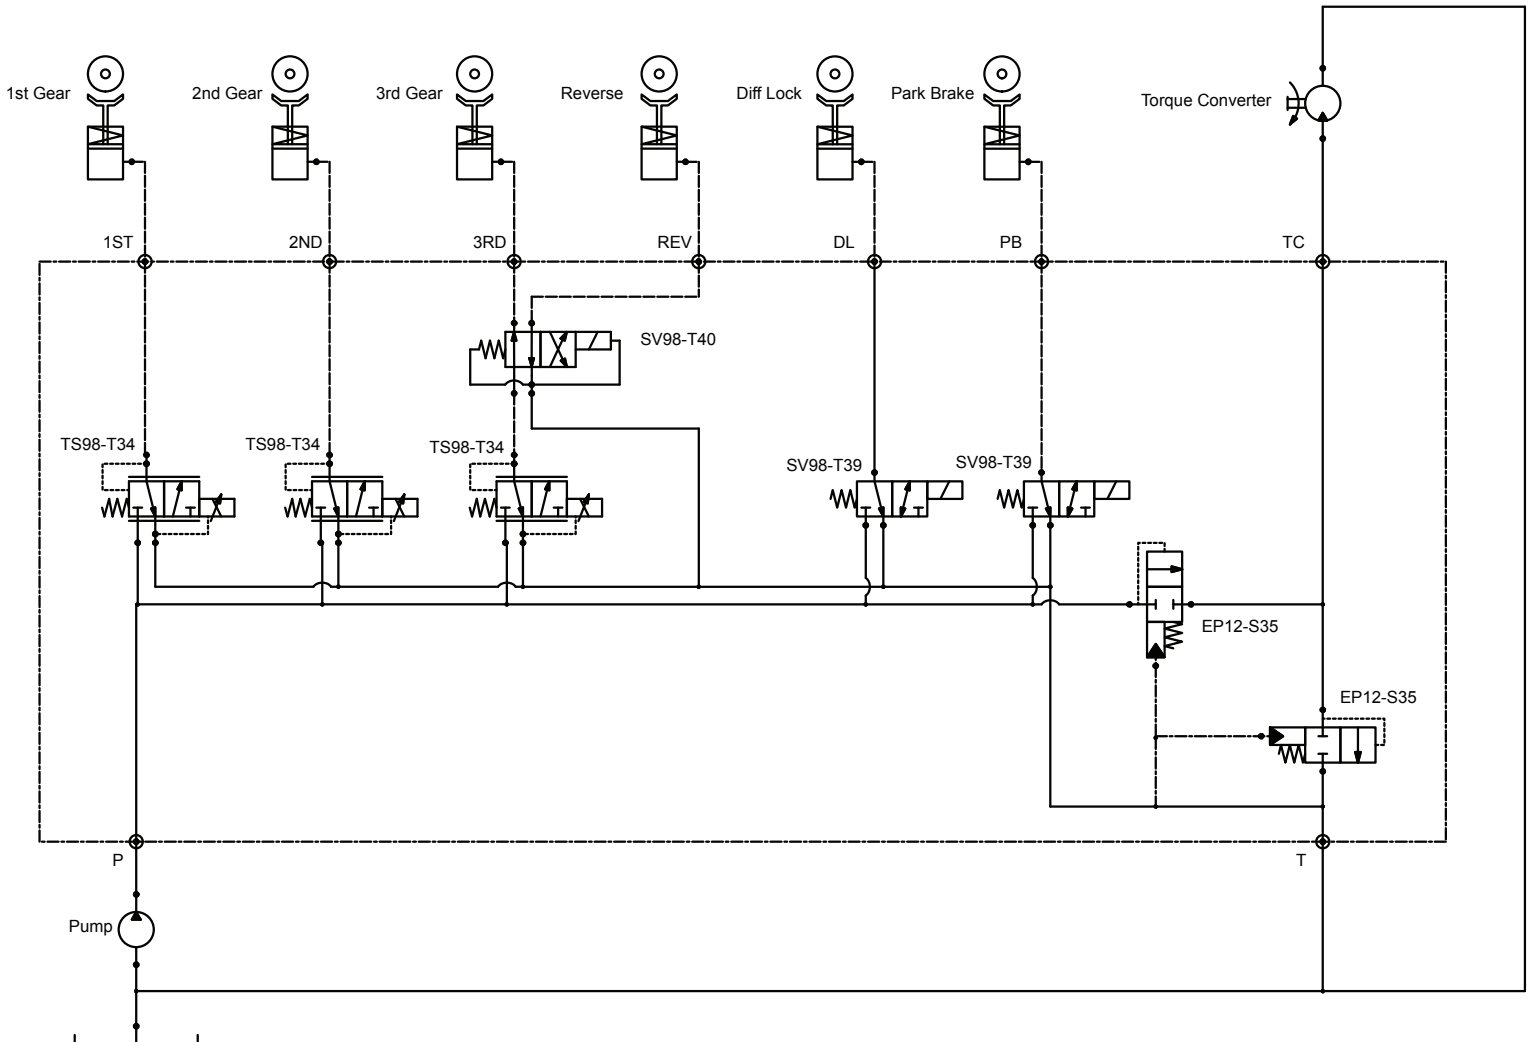 1st Gear
2nd Gear
3rd Gear
Reverse
Diff Lock
Park Brake
Torque Converter
1ST
2ND
3RD
REV
DL
PB
TC
SV98-T40
TS98-T34
TS98-T34
TS98-T34
SV98-T39
SV98-T39
EP12-S35
EP12-S35
P
T
Pump